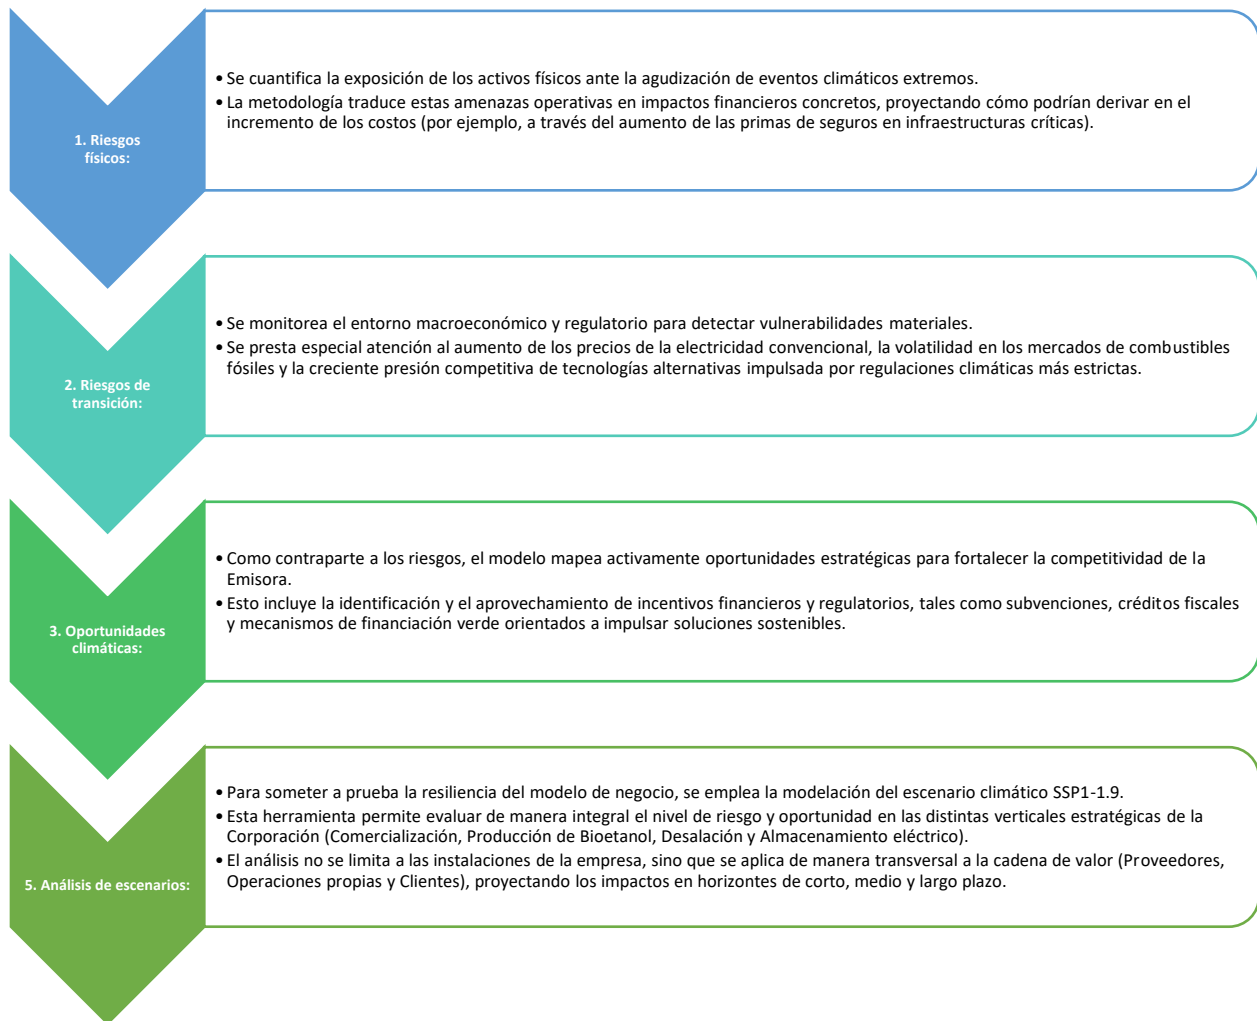 1. Riesgos
físicos:
• Se cuantifica la exposición de los activos físicos ante la agudización de eventos climáticos extremos.
• La metodología traduce estas amenazas operativas en impactos financieros concretos, proyectando cómo podrían derivar en el
incremento de los costos (por ejemplo, a través del aumento de las primas de seguros en infraestructuras críticas).
2. Riesgos de
transición:
• Se monitorea el entorno macroeconómico y regulatorio para detectar vulnerabilidades materiales.
• Se presta especial atención al aumento de los precios de la electricidad convencional, la volatilidad en los mercados de combustibles
fósiles y la creciente presión competitiva de tecnologías alternativas impulsada por regulaciones climáticas más estrictas.
3. Oportunidades
climáticas:
• Como contraparte a los riesgos, el modelo mapea activamente oportunidades estratégicas para fortalecer la competitividad de la
Emisora.
• Esto incluye la identificación y el aprovechamiento de incentivos financieros y regulatorios, tales como subvenciones, créditos fiscales
y mecanismos de financiación verde orientados a impulsar soluciones sostenibles.
5. Análisis de escenarios:
• Para someter a prueba la resiliencia del modelo de negocio, se emplea la modelación del escenario climático SSP1-1.9.
• Esta herramienta permite evaluar de manera integral el nivel de riesgo y oportunidad en las distintas verticales estratégicas de la
Corporación (Comercialización, Producción de Bioetanol, Desalación y Almacenamiento eléctrico).
• El análisis no se limita a las instalaciones de la empresa, sino que se aplica de manera transversal a la cadena de valor (Proveedores,
Operaciones propias y Clientes), proyectando los impactos en horizontes de corto, medio y largo plazo.